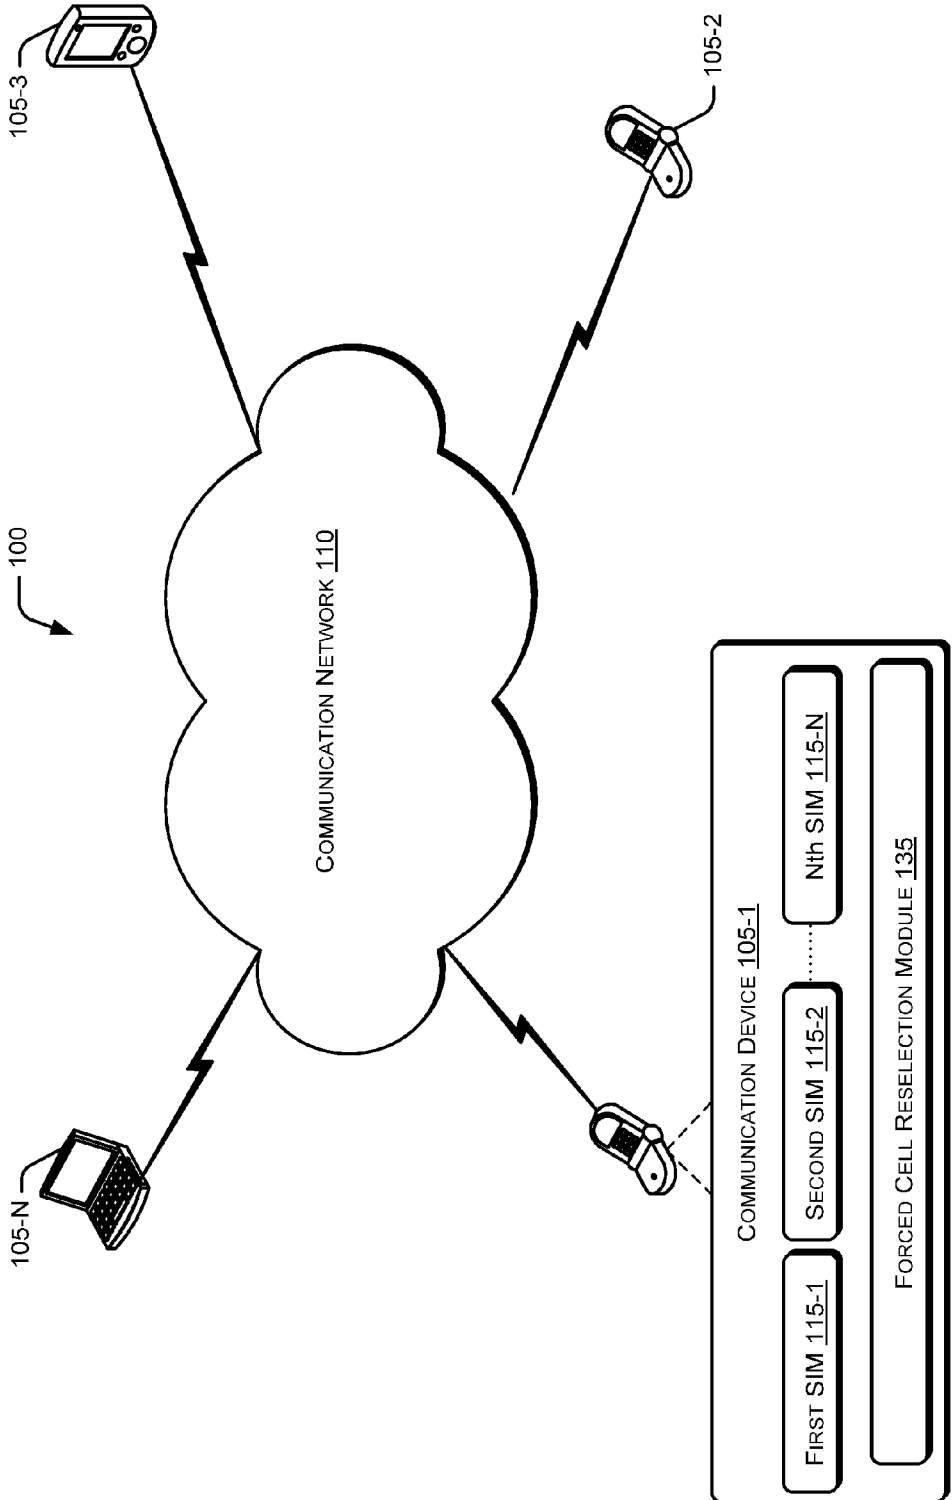 100
105-N
105-3
COMMUNICATION NETWORK 110
105-2
COMMUNICATION DEVICE 105-1
FIRST SIM 115-1
SECOND SIM 115-2
Nth SIM 115-N
FORCED CELL RESELECTION MODULE 135